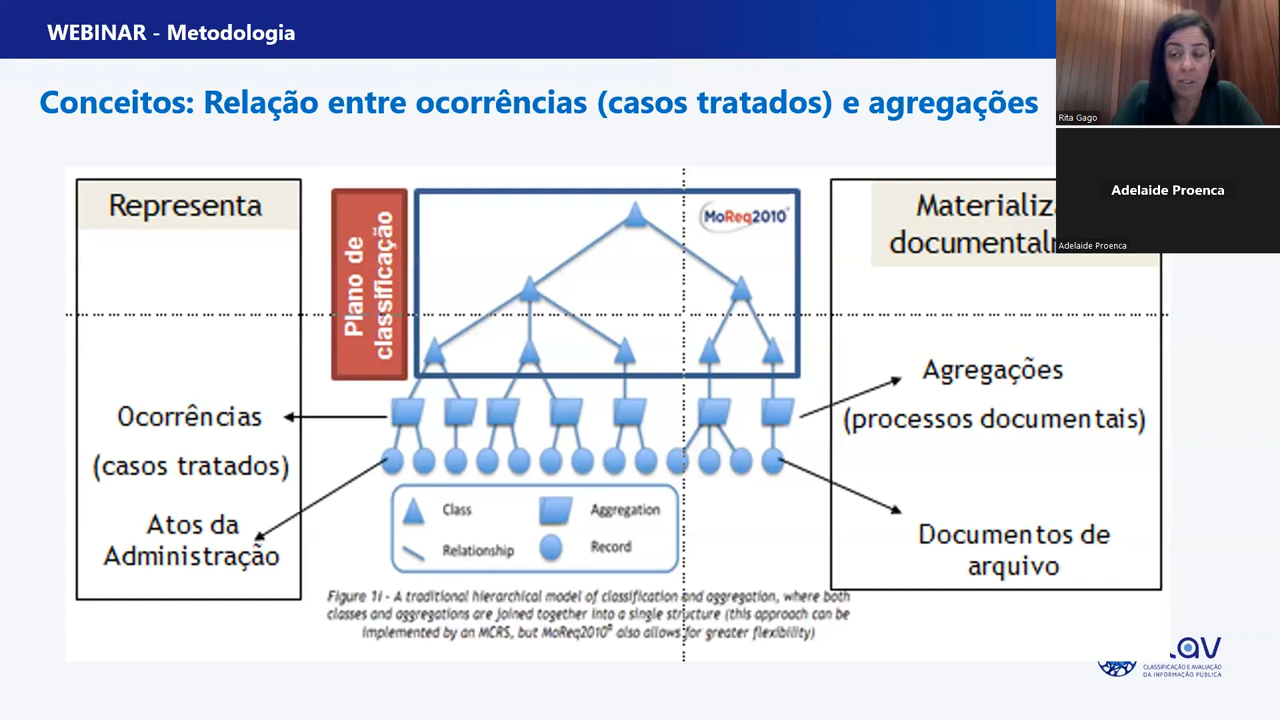 WEBINAR - Metodologia
Conceitos: Relação entre ocorrências (casos tratados) e agregações
Rita Gago
Adelaide Proenca
Adelaide Proenca
Representa
Ocorrências
(casos tratados)
Atos da
Administração
Plano de
classificação
MoReq2010®
Class
Aggregation
Relationship
Record
Figure 1i - A traditional hierarchical model of classification and aggregation, where both
classes and aggregations are joined together into a single structure (this approach can be
implemented by an MCRS, but MoReq2010® also allows for greater flexibility)
Agregações
(processos documentais)
Documentos de
arquivo
CLASSIFICAÇÃO E AVALIAÇÃO
DA INFORMAÇÃO PÚBLICA